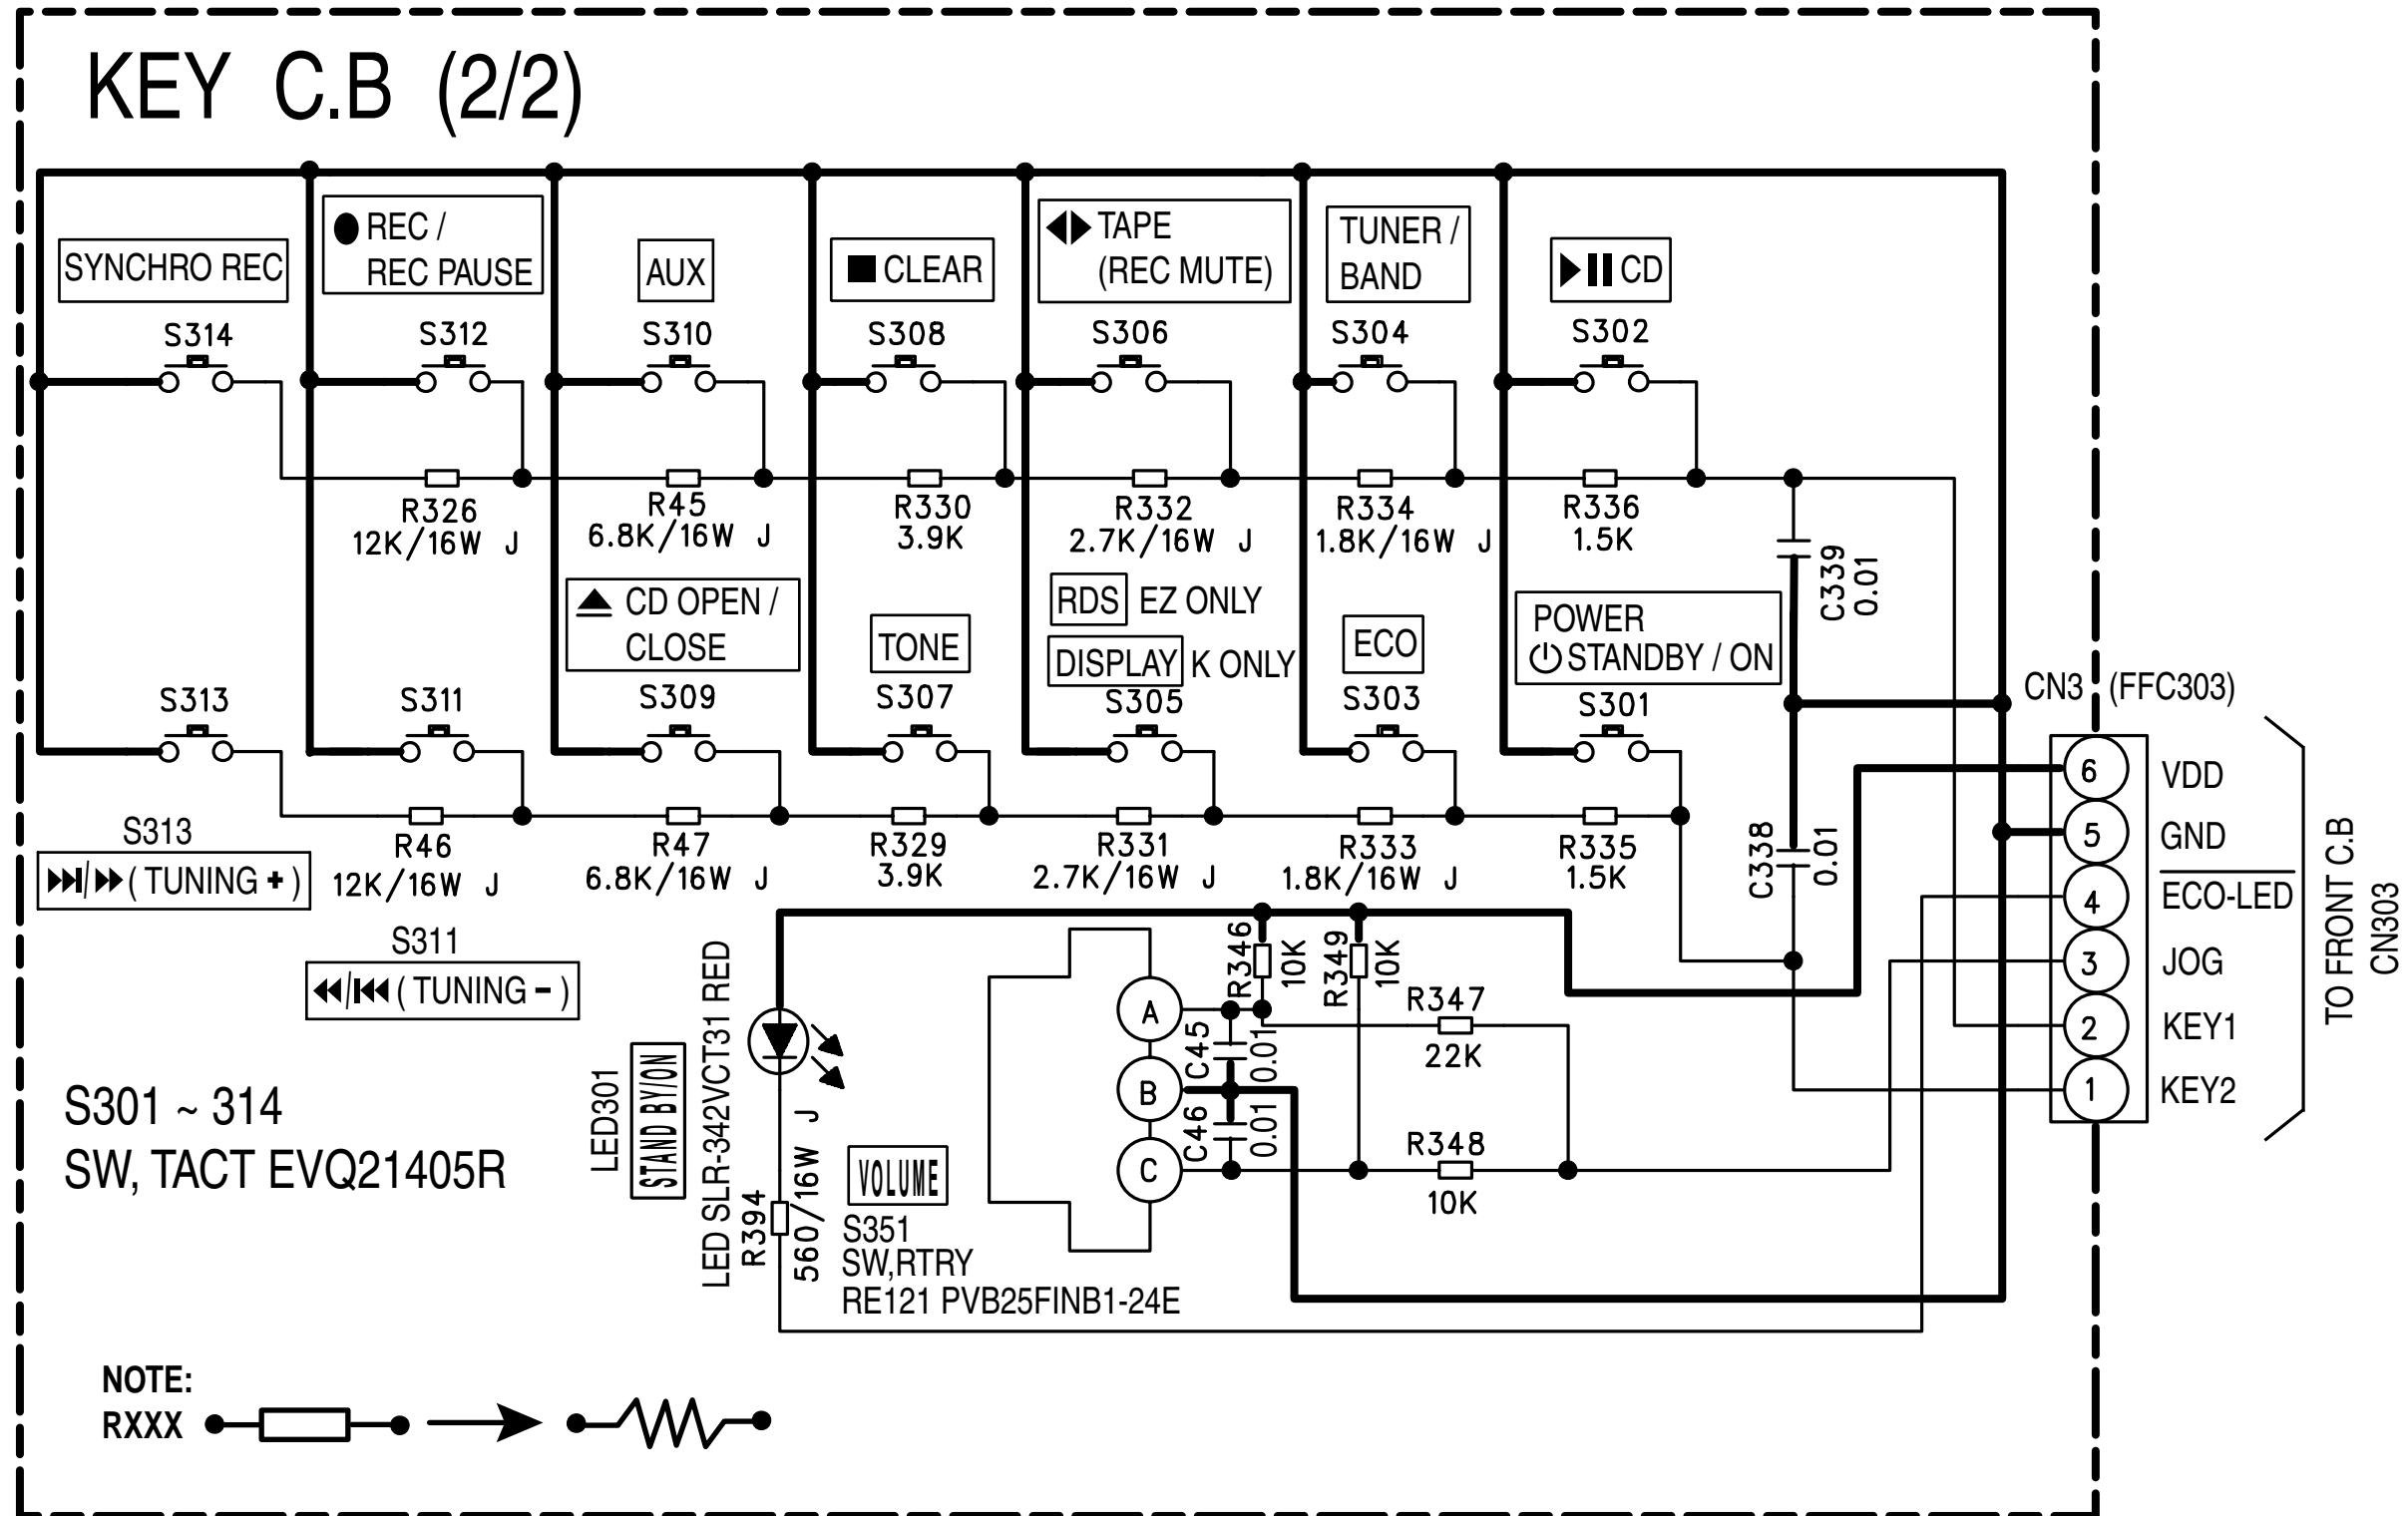 KEY C.B (2/2)
SYNCHRO REC
REC /
REC PAUSE
AUX
CLEAR
TAPE
(REC MUTE)
TUNER /
BAND
CD
S314
S312
S310
S308
S306
S304
S302
R326
12K/16W J
R45
6.8K/16W J
R330
3.9K
R332
2.7K/16W J
R334
1.8K/16W J
R336
1.5K
C339
0.01
CD OPEN /
CLOSE
TONE
RDS EZ ONLY
DISPLAY K ONLY
ECO
POWER
STANDBY / ON
S313
S311
S309
S307
S305
S303
S301
CN3 (FFC303)
S313
( TUNING + )
R46
12K/16W J
R47
6.8K/16W J
R329
3.9K
R331
2.7K/16W J
R333
1.8K/16W J
R335
1.5K
C338
0.01
6 VDD
5 GND
4 ECO-LED
3 JOG
2 KEY1
1 KEY2
TO FRONT C.B
CN303
S311
( TUNING - )
S301 ~ 314
SW, TACT EVQ21405R
LED301
STAND BY/ON
LED SLR-342VCT31 RED
R394
560/16W J
VOLUME
S351
SW,RTRY
RE121 PVB25FINB1-24E
A
B
C
C45
0.01
C46
0.01
R346
10K
R349
10K
R347
22K
R348
10K
NOTE:
RXXX